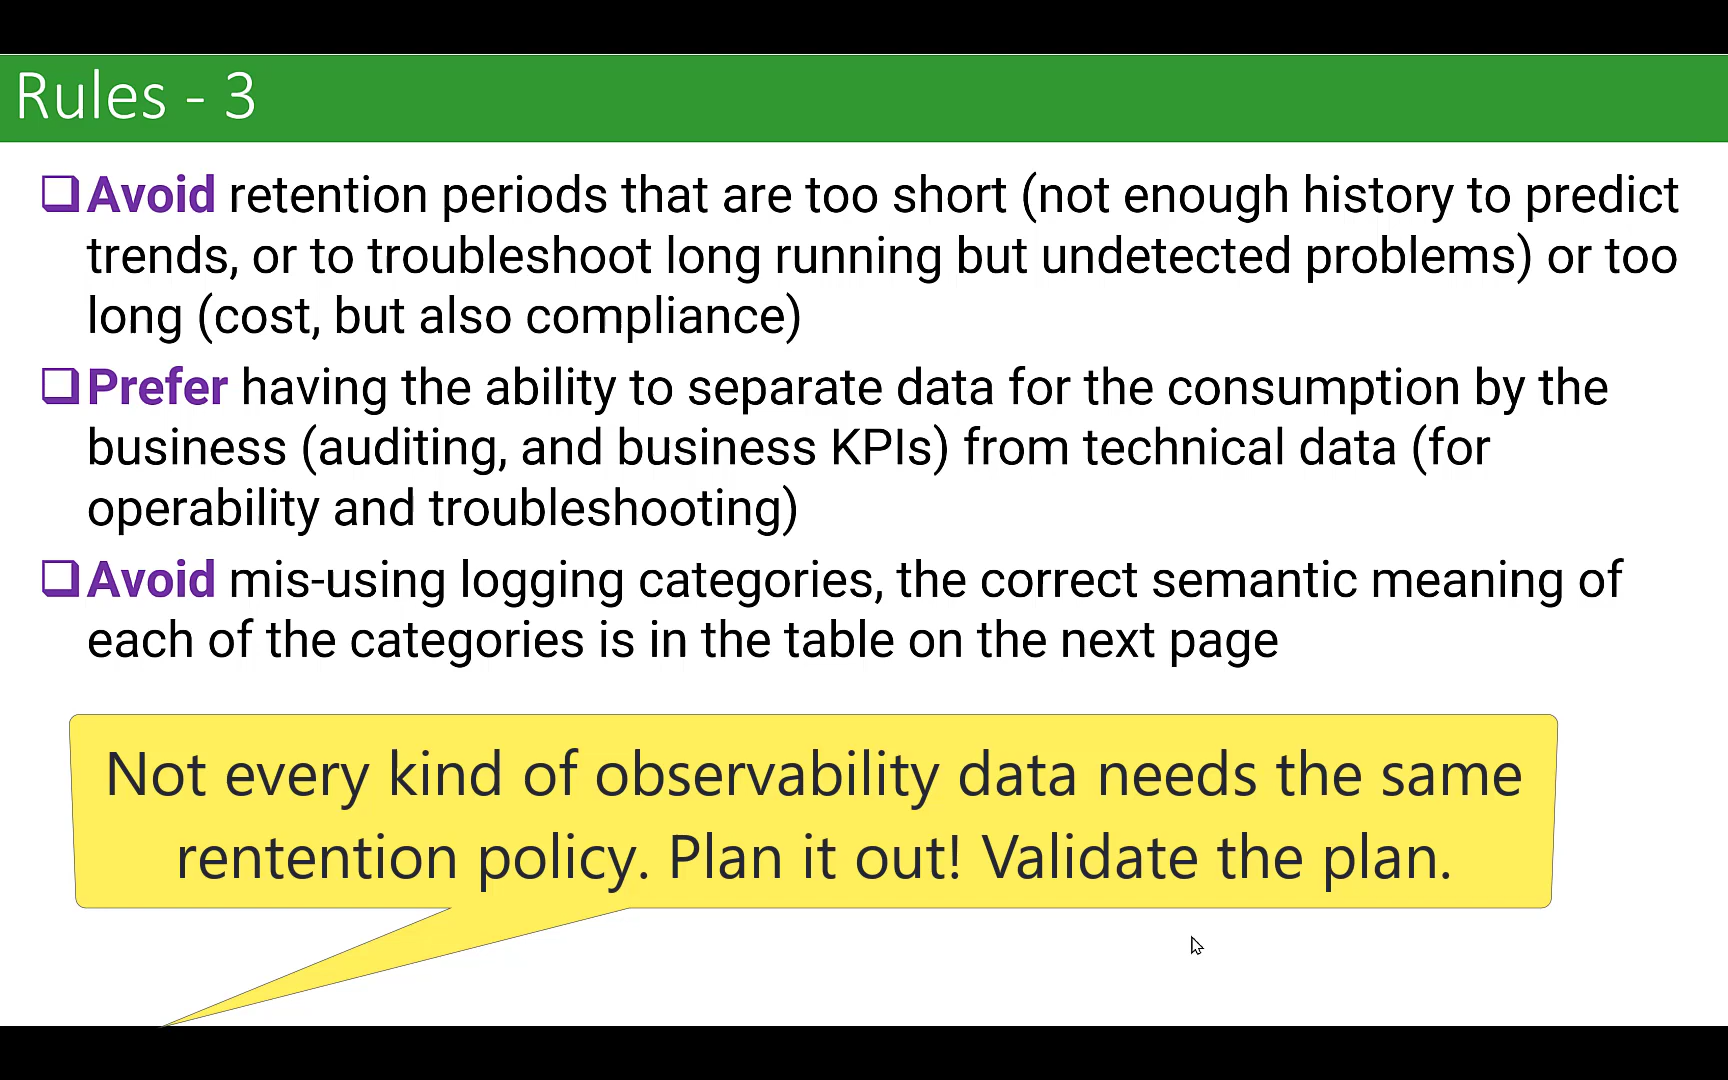 Rules - 3
Avoid retention periods that are too short (not enough history to predict
trends, or to troubleshoot long running but undetected problems) or too
long (cost, but also compliance)
Prefer having the ability to separate data for the consumption by the
business (auditing, and business KPIs) from technical data (for
operability and troubleshooting)
Avoid mis-using logging categories, the correct semantic meaning of
each of the categories is in the table on the next page
Not every kind of observability data needs the same
rentention policy. Plan it out! Validate the plan.